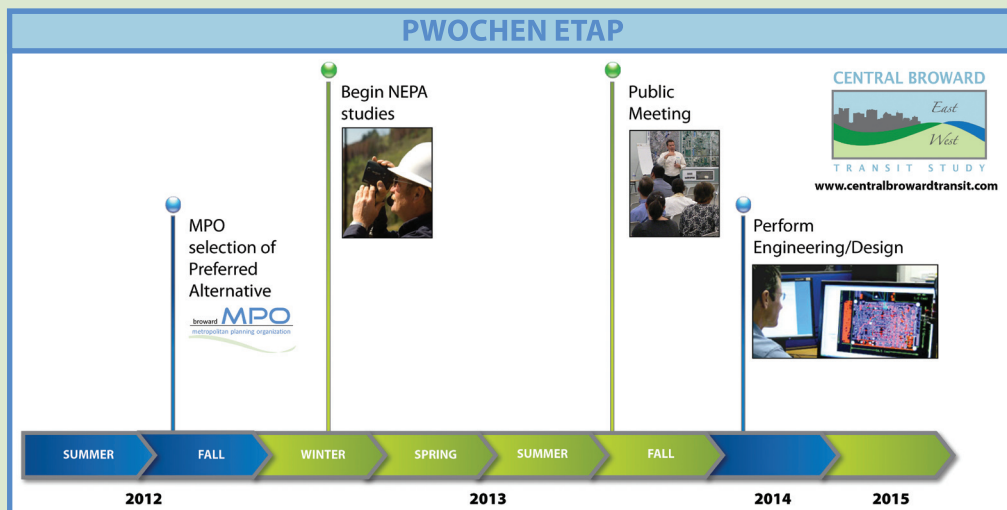 PWOCHEN ETAP
Begin NEPA
studies
Public
Meeting
CENTRAL BROWARD
East
West
TRANSIT STUDY
www.centralbrowardtransit.com
MPO
selection of
Preferred
Alternative
broward MPO
metropolitan planning organization
Perform
Engineering/Design
SUMMER
FALL
WINTER
SPRING
SUMMER
FALL
2012
2013
2014
2015